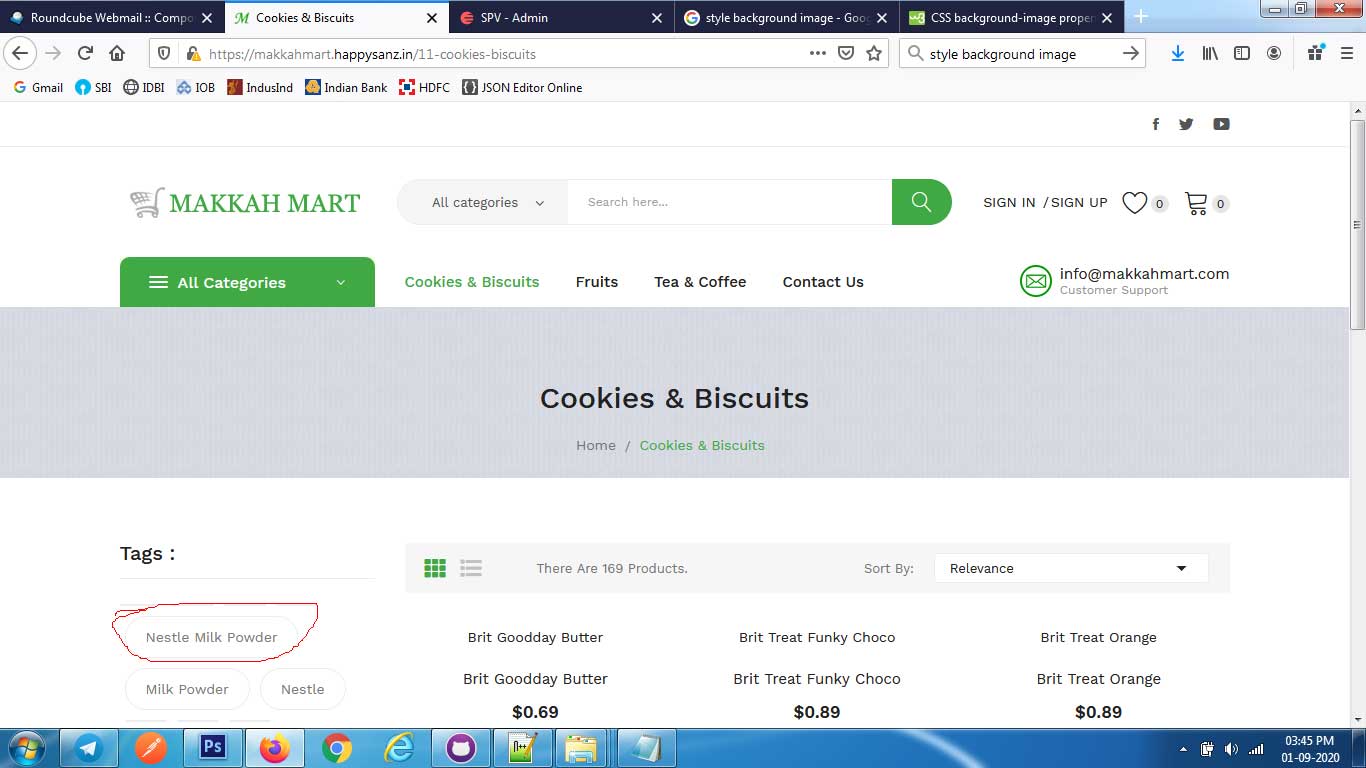 Roundcube Webmail :: Compo
Cookies & Biscuits
SPV - Admin
style background image - Goog
CSS background-image proper
https://makkahmart.happysanz.in/11-cookies-biscuits
style background image
Gmail SBI IDBI IOB IndusInd Indian Bank HDFC JSON Editor Online
MAKKAH MART
All categories
Search here...
SIGN IN / SIGN UP 0 0
All Categories
Cookies & Biscuits Fruits Tea & Coffee Contact Us
info@makkahmart.com
Customer Support
Cookies & Biscuits
Home / Cookies & Biscuits
Tags :
Nestle Milk Powder
Milk Powder Nestle
There Are 169 Products.
Sort By: Relevance
Brit Goodday Butter Brit Treat Funky Choco Brit Treat Orange
Brit Goodday Butter Brit Treat Funky Choco Brit Treat Orange
$0.69 $0.89 $0.89
Ps
03:45 PM
01-09-2020